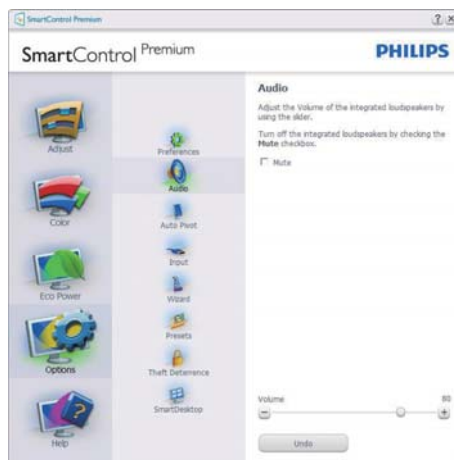 SmartControl Premium
SmartControl Premium
PHILIPS
Adjust
Color
Eco Power
Options
Help
Preferences
Audio
Auto Pivot
Input
Wizard
Presets
Theft Deterrence
SmartDesktop
Audio
Adjust the Volume of the integrated loudspeakers by
using the slider.
Turn off the integrated loudspeakers by checking the
Mute checkbox.
Mute
Volume 80
Undo